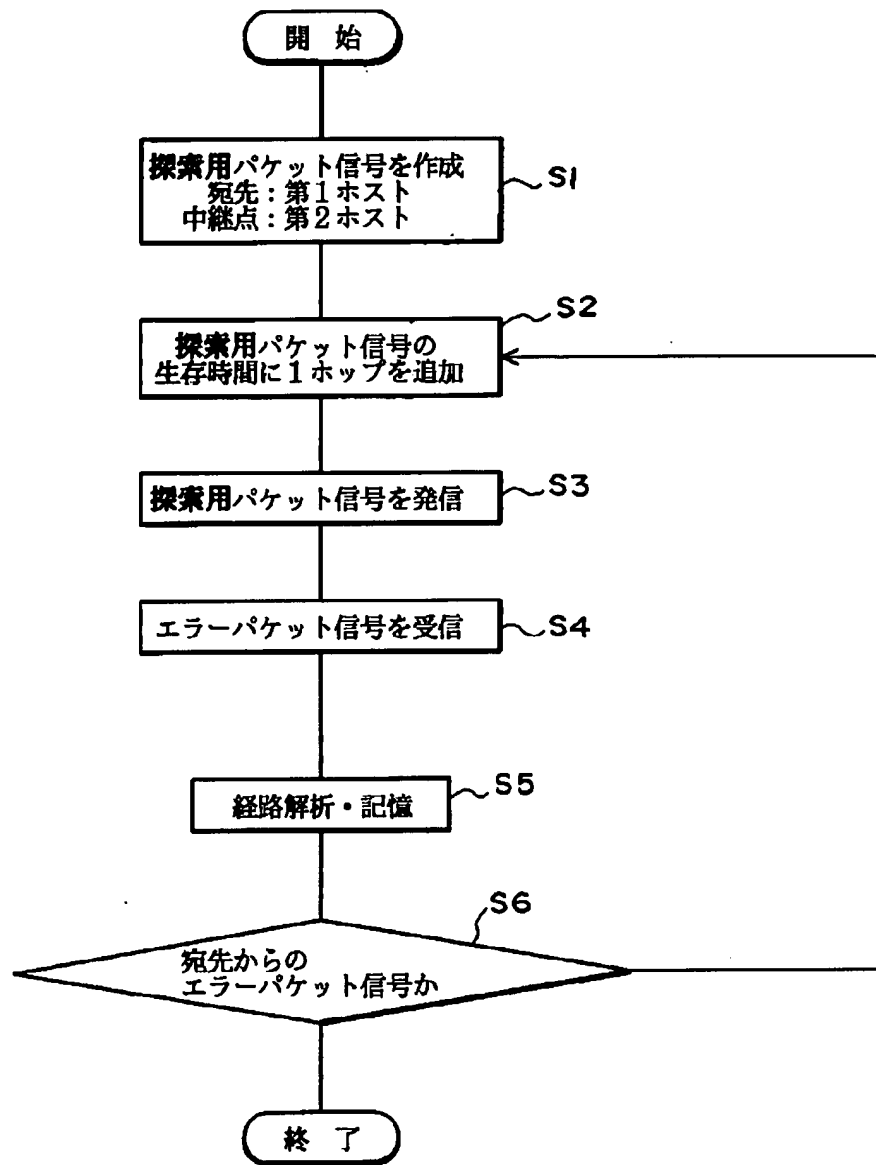 開 始
探索用パケット信号を作成
宛先：第１ホスト
中継点：第２ホスト
S1
S2
探索用パケット信号の
生存時間に１ホップを追加
探索用パケット信号を発信
S3
エラーパケット信号を受信
S4
S5
経路解析・記憶
S6
宛先からの
エラーパケット信号か
終 了